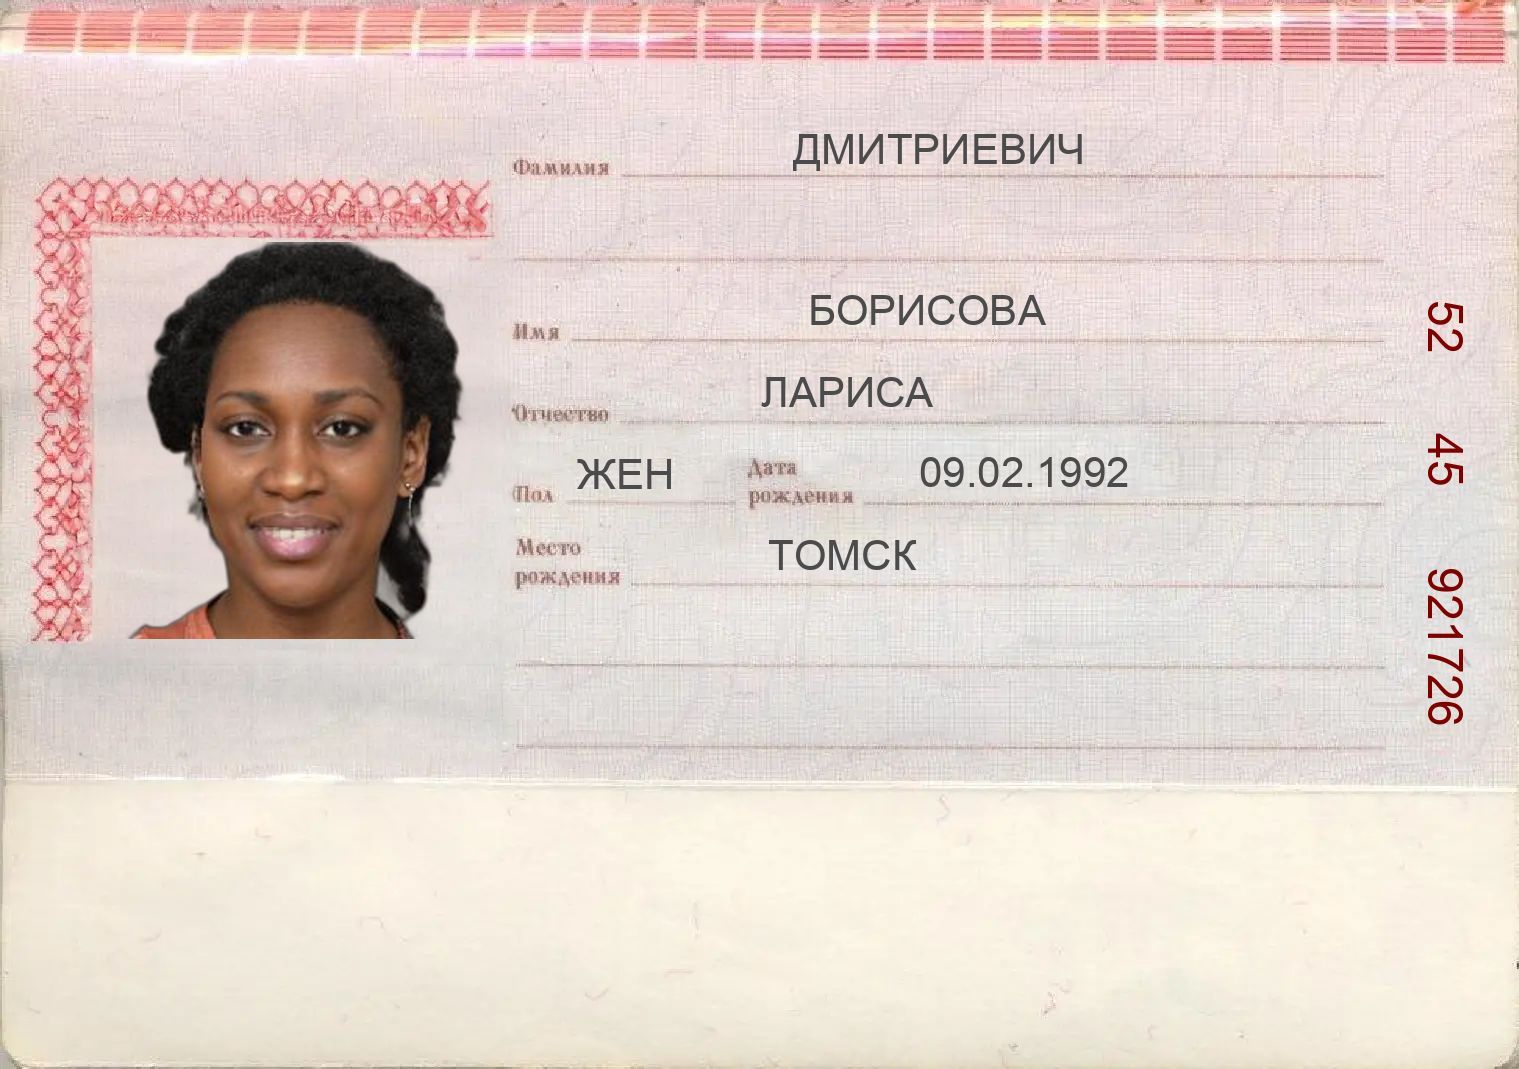 Фамилия ДМИТРИЕВИЧ
Имя БОРИСОВА
Отчество ЛАРИСА
Пол ЖЕН Дата рождения 09.02.1992
Место рождения ТОМСК
52 45 921726